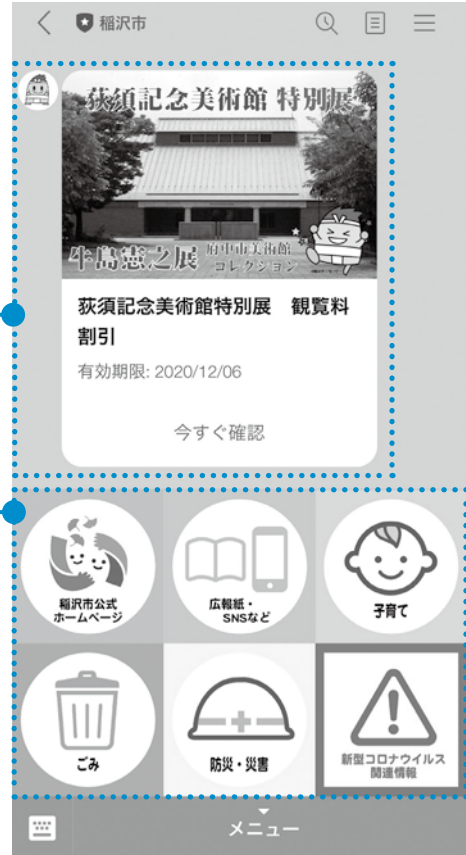 稲沢市
荻須記念美術館 特別展
牛島憲之展 府中市美術館
コレクション
荻須記念美術館特別展 観覧料
割引
有効期限: 2020/12/06
今すぐ確認
稲沢市公式
ホームページ
広報紙・
SNSなど
子育て
ごみ
防災・災害
新型コロナウイルス
関連情報
メニュー